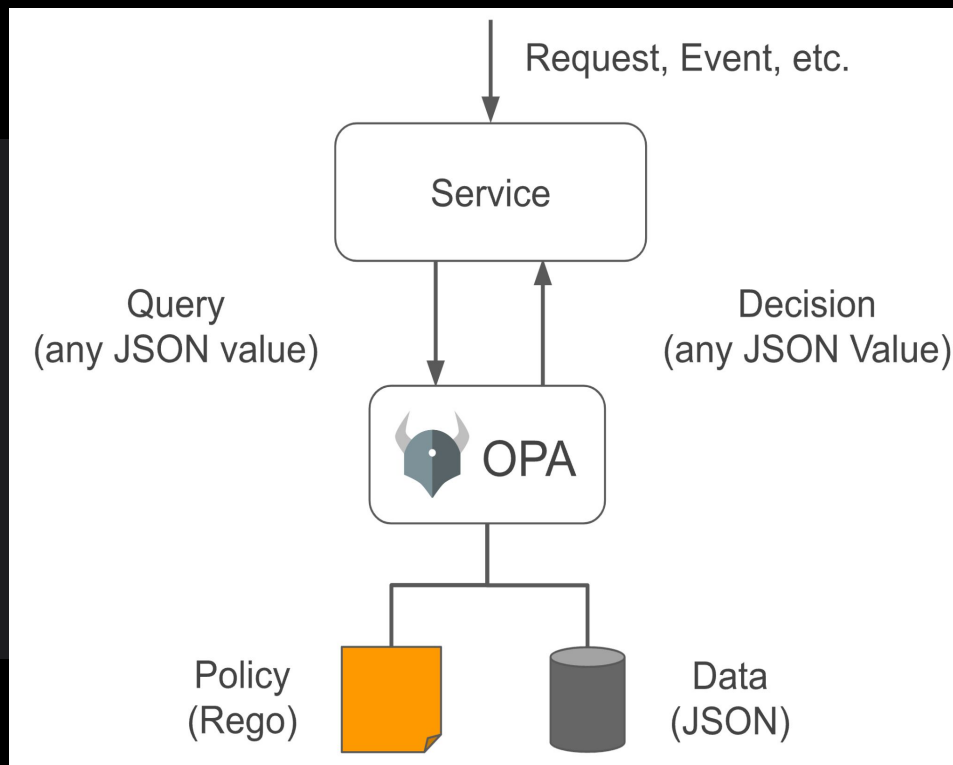 Request, Event, etc.
Service
Query
(any JSON value)
Decision
(any JSON Value)
OPA
Policy
(Rego)
Data
(JSON)